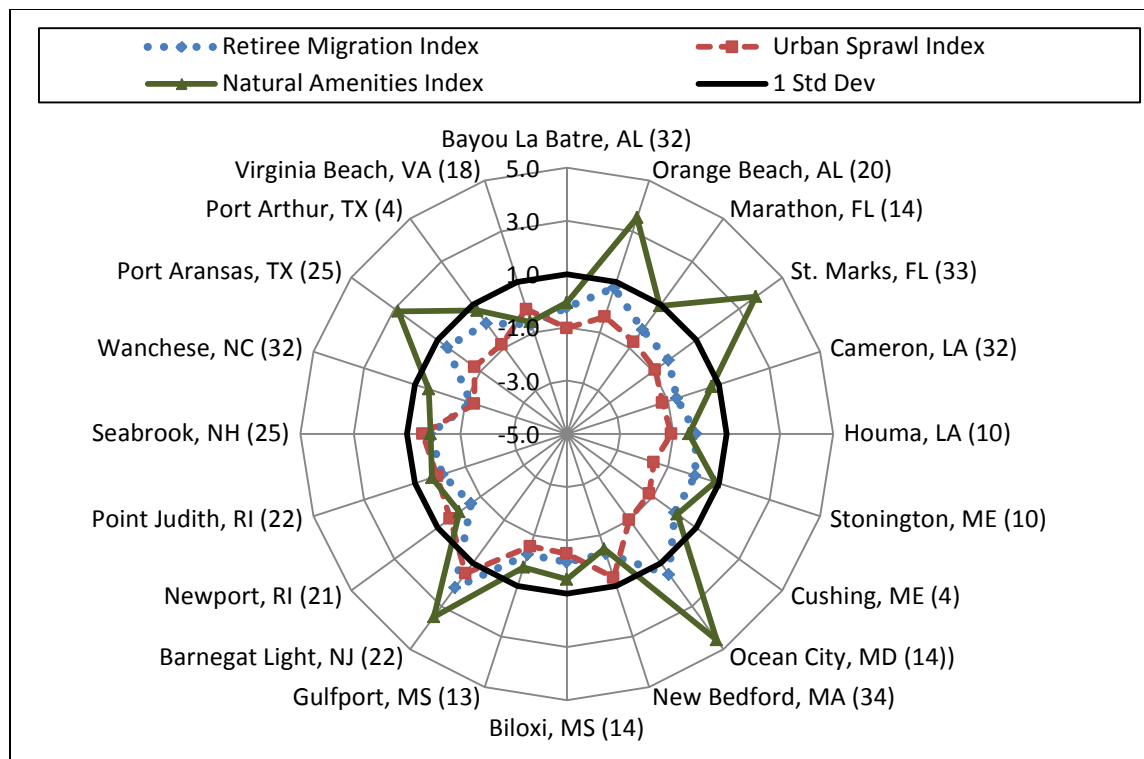 Retiree Migration Index
Urban Sprawl Index
Natural Amenities Index
1 Std Dev
Bayou La Batre, AL (32)
Virginia Beach, VA (18)
5.0
Orange Beach, AL (20)
Port Arthur, TX (4)
3.0
Marathon, FL (14)
Port Aransas, TX (25)
1.0
St. Marks, FL (33)
Wanchese, NC (32)
-1.0
Cameron, LA (32)
-3.0
Seabrook, NH (25)
-5.0
Houma, LA (10)
Point Judith, RI (22)
Stonington, ME (10)
Newport, RI (21)
Cushing, ME (4)
Barnegat Light, NJ (22)
Ocean City, MD (14))
Gulfport, MS (13)
New Bedford, MA (34)
Biloxi, MS (14)